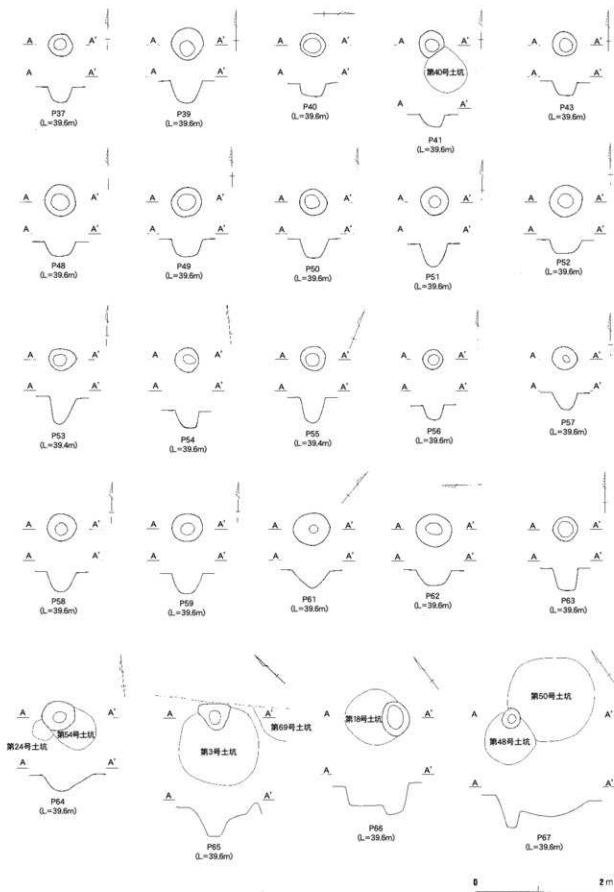 A A' A A' A A' A A' A A'
第40号土坑
A A' A A' A A' A A' A A'
P37 P39 P40 P41 P43
(L=39.6m) (L=39.6m) (L=39.6m) (L=39.6m) (L=39.6m)
A A' A A' A A' A A' A A'
A A' A A' A A' A A' A A'
P48 P49 P50 P51 P52
(L=39.6m) (L=39.6m) (L=39.6m) (L=39.6m) (L=39.6m)
A A' A A' A A' A A' A A'
A A' A A' A A' A A' A A'
P53 P54 P55 P56 P57
(L=39.4m) (L=39.6m) (L=39.4m) (L=39.6m) (L=39.6m)
A A' A A' A A' A A' A A'
A A' A A' A A' A A' A A'
P58 P59 P61 P62 P63
(L=39.6m) (L=39.6m) (L=39.6m) (L=39.6m) (L=39.6m)
第50号土坑
A A' A A' A A' A A'
第24号土坑 第54号土坑 第3号土坑 第69号土坑 第18号土坑 第48号土坑
A A' A A' A A' A A'
P64 P65 P66 P67
(L=39.6m) (L=39.6m) (L=39.6m) (L=39.6m)
0 2m